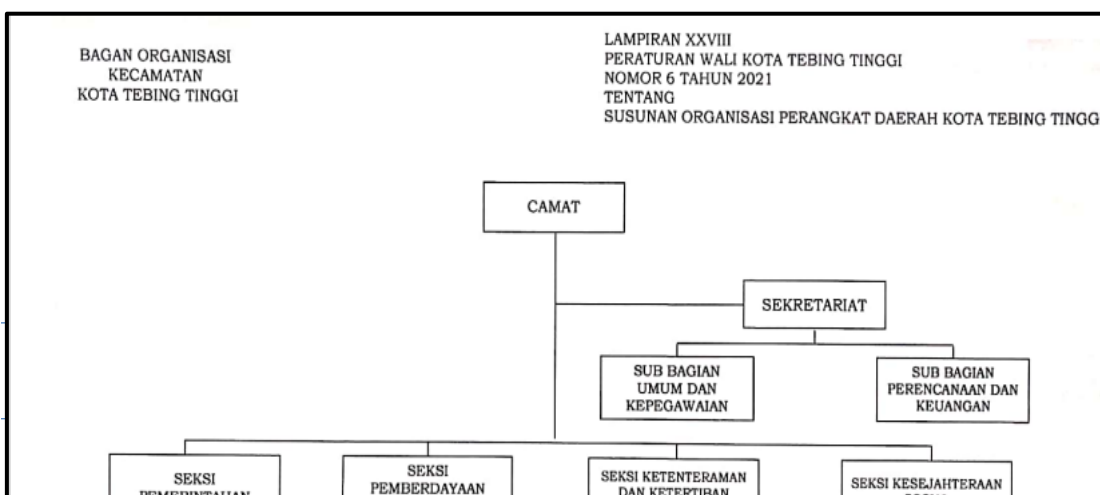 BAGAN ORGANISASI
KECAMATAN
KOTA TEBING TINGGI
LAMPIRAN XXVIII
PERATURAN WALI KOTA TEBING TINGGI
NOMOR 6 TAHUN 2021
TENTANG
SUSUNAN ORGANISASI PERANGKAT DAERAH KOTA TEBING TINGG
CAMAT
SEKRETARIAT
SUB BAGIAN
UMUM DAN
KEPEGAWAIAN
SUB BAGIAN
PERENCANAAN DAN
KEUANGAN
SEKSI
PEMERINTAHAN
SEKSI
PEMBERDAYAAN
SEKSI KETENTERAMAN
DAN KETERTIBAN
SEKSI KESEJAHTERAAN